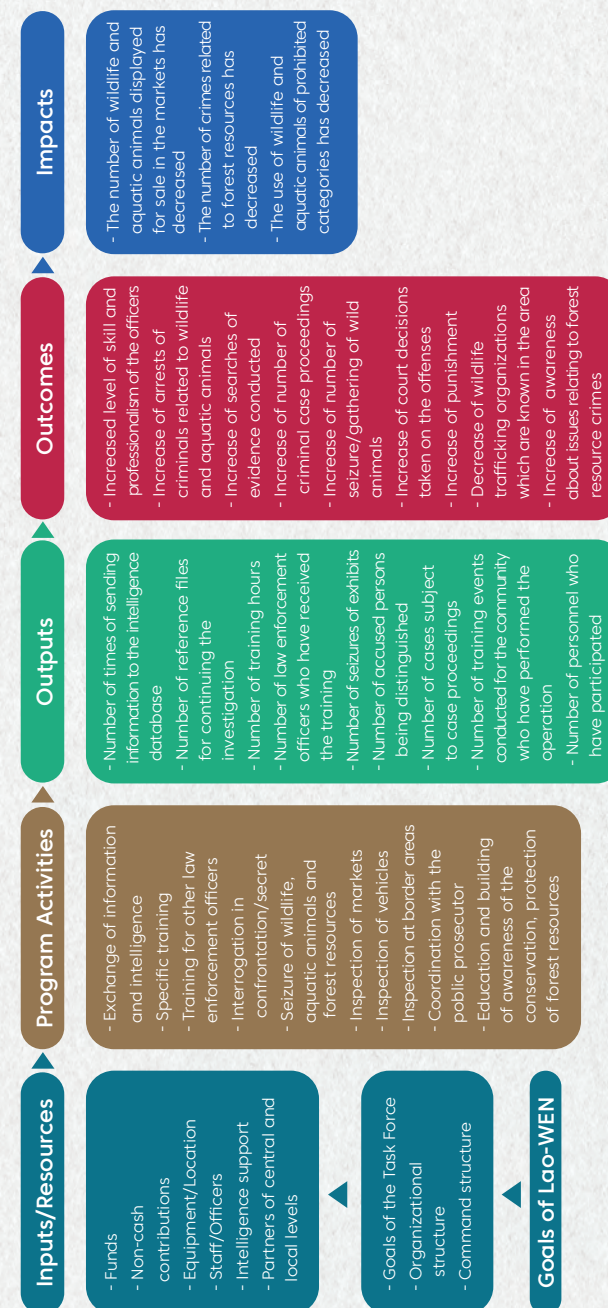 Inputs/Resources
- Funds
- Non-cash
contributions
- Equipment/Location
- Staff/Officers
- Intelligence support
- Partners of central and
local levels
- Goals of the Task Force
- Organizational
structure
- Command structure
Goals of Lao-WEN
Program Activities
- Exchange of information
and intelligence
- Specific training
- Training for other law
enforcement officers
- Interrogation in
confrontation/secret
- Seizure of wildlife,
aquatic animals and
forest resources
- Inspection of markets
- Inspection of vehicles
- Inspection at border areas
- Coordination with the
public prosecutor
- Education and building
of awareness of the
conservation, protection
of forest resources
Outputs
- Number of times of sending
information to the intelligence
database
- Number of reference files
for continuing the
investigation
- Number of training hours
- Number of law enforcement
officers who have received
the training
- Number of seizures of exhibits
- Number of accused persons
being distinguished
- Number of cases subject
to case proceedings
- Number of training events
conducted for the community
who have performed the
operation
- Number of personnel who
have participated
Outcomes
- Increased level of skill and
professionalism of the officers
- Increase of arrests of
criminals related to wildlife
and aquatic animals
- Increase of searches of
evidence conducted
- Increase of number of
criminal case proceedings
- Increase of number of
seizure/gathering of wild
animals
- Increase of court decisions
taken on the offenses
- Increase of punishment
- Decrease of wildlife
trafficking organizations
which are known in the area
- Increase of awareness
about issues relating to forest
resource crimes
Impacts
- The number of wildlife and
aquatic animals displayed
for sale in the markets has
decreased
- The number of crimes related
to forest resources has
decreased
- The use of wildlife and
aquatic animals of prohibited
categories has decreased